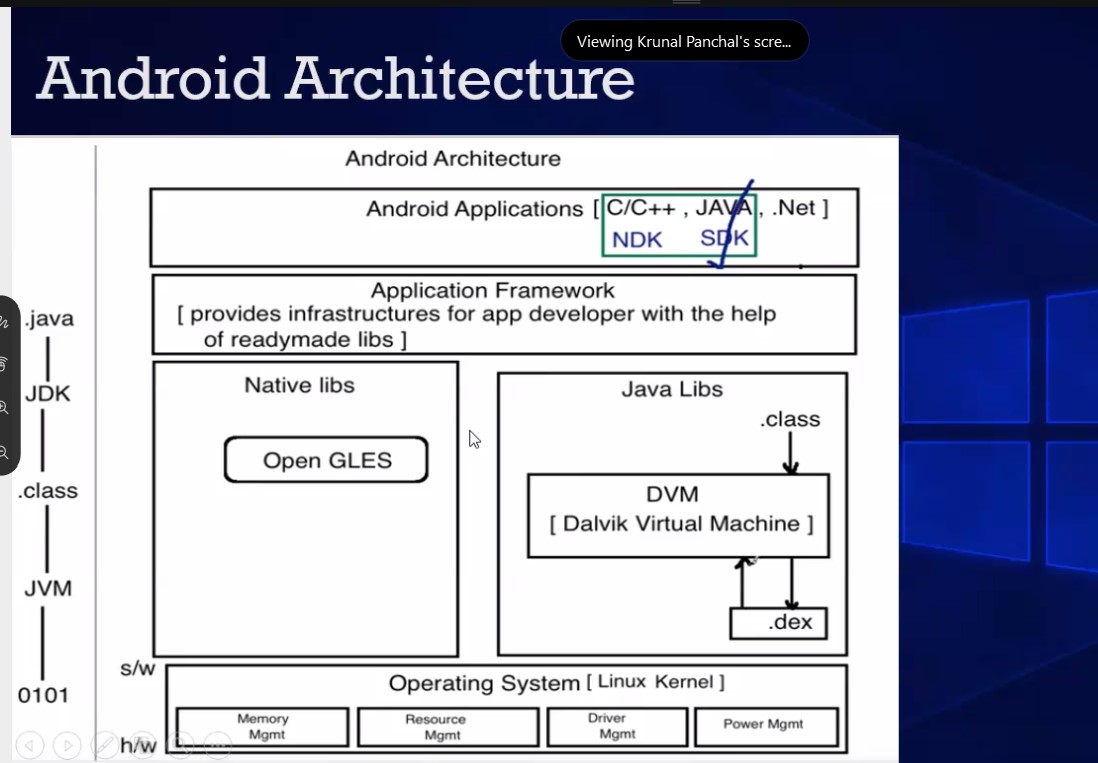 Viewing Krunal Panchal's scre...
Android Architecture
Android Architecture
Android Applications [ C/C++ , JAVA , .Net ]
NDK SDK
Application Framework
[ provides infrastructures for app developer with the help
of readymade libs ]
.java
JDK
.class
JVM
0101
Native libs
Open GLES
Java Libs
.class
DVM
[ Dalvik Virtual Machine ]
.dex
s/w
h/w
Operating System [ Linux Kernel ]
Memory
Mgmt
Resource
Mgmt
Driver
Mgmt
Power Mgmt